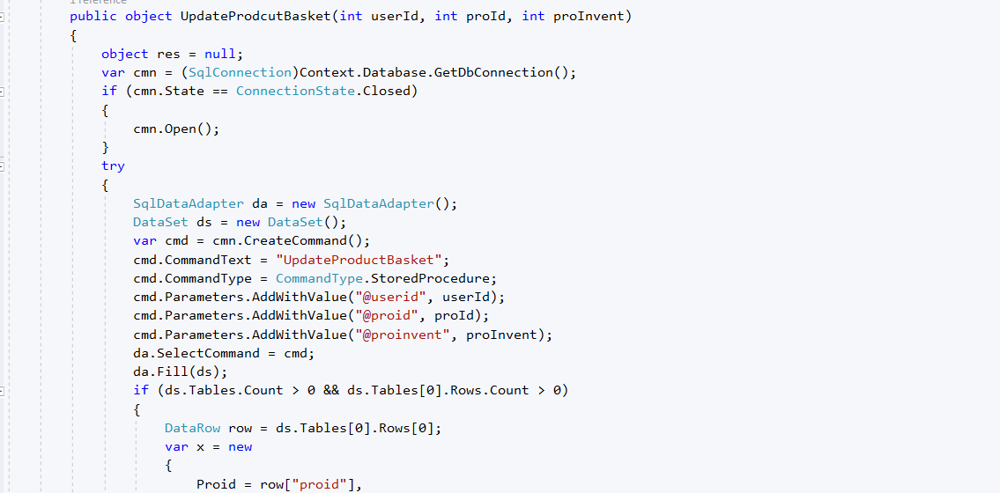 1 reference
public object UpdateProdcutBasket(int userId, int proId, int proInvent)
{
object res = null;
var cmn = (SqlConnection)Context.Database.GetDbConnection();
if (cmn.State == ConnectionState.Closed)
{
cmn.Open();
}
try
{
SqlDataAdapter da = new SqlDataAdapter();
DataSet ds = new DataSet();
var cmd = cmn.CreateCommand();
cmd.CommandText = "UpdateProductBasket";
cmd.CommandType = CommandType.StoredProcedure;
cmd.Parameters.AddWithValue("@userid", userId);
cmd.Parameters.AddWithValue("@proid", proId);
cmd.Parameters.AddWithValue("@proinvent", proInvent);
da.SelectCommand = cmd;
da.Fill(ds);
if (ds.Tables.Count > 0 && ds.Tables[0].Rows.Count > 0)
{
DataRow row = ds.Tables[0].Rows[0];
var x = new
{
Proid = row["proid"],